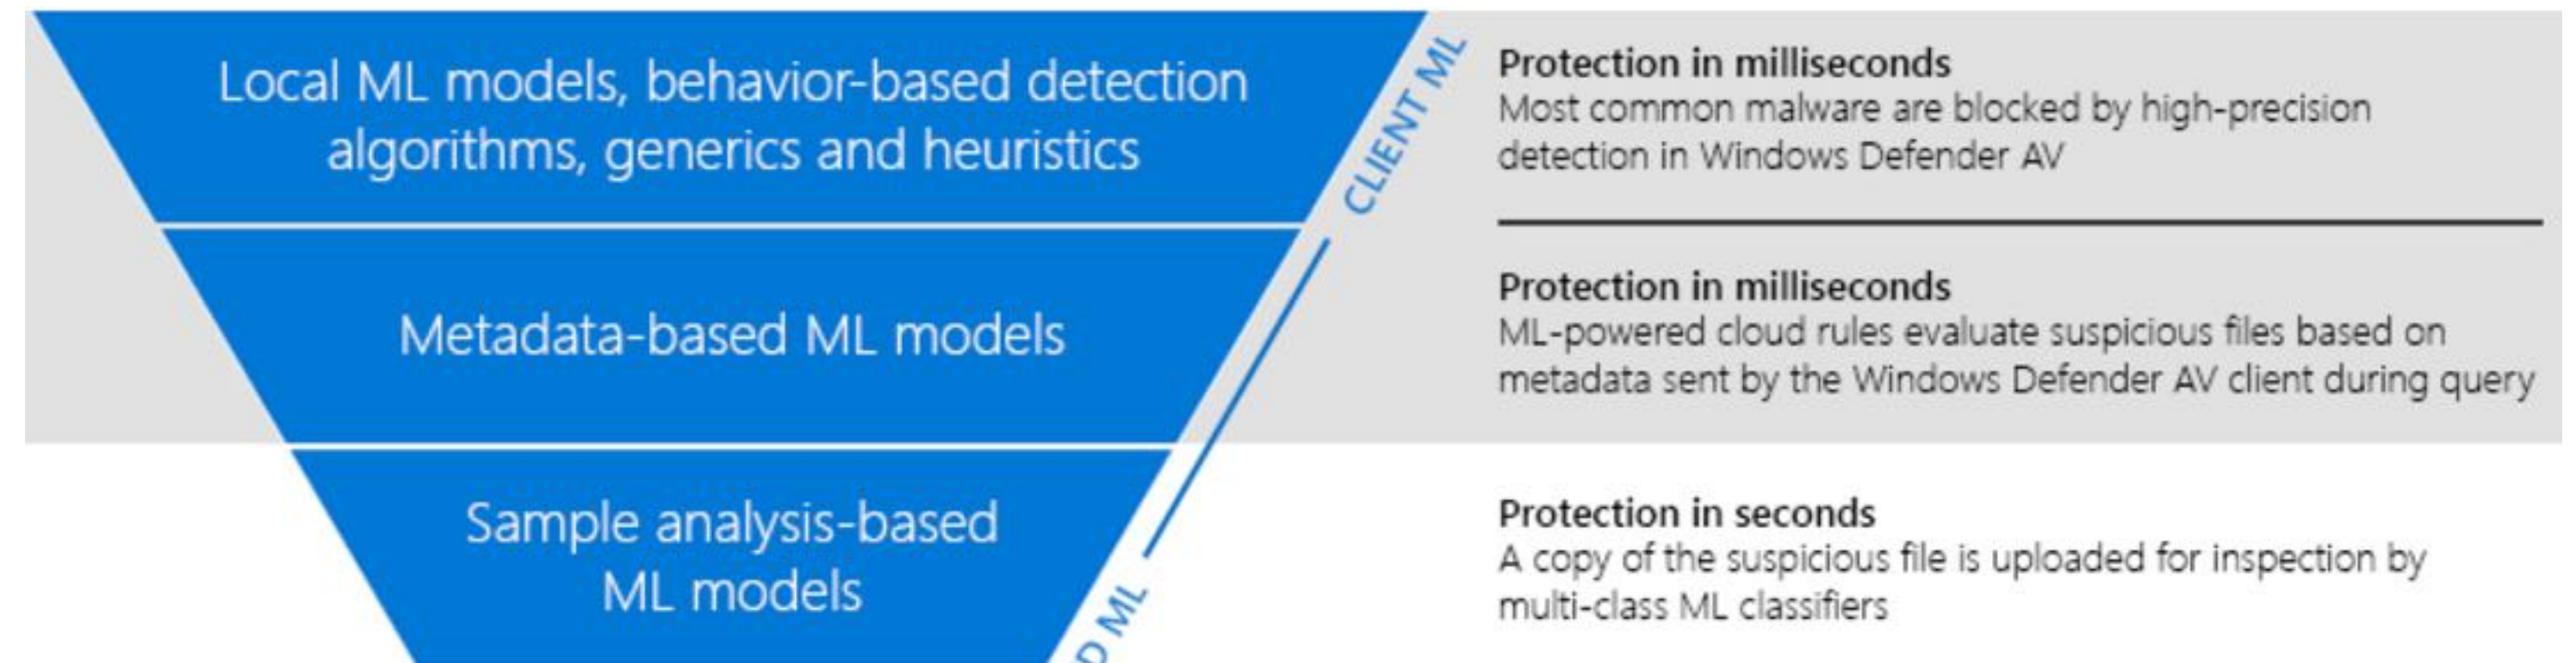 Local ML models, behavior-based detection
algorithms, generics and heuristics
CLIENT ML
Protection in milliseconds
Most common malware are blocked by high-precision
detection in Windows Defender AV
Metadata-based ML models
Protection in milliseconds
ML-powered cloud rules evaluate suspicious files based on
metadata sent by the Windows Defender AV client during query
Sample analysis-based
ML models
D ML
Protection in seconds
A copy of the suspicious file is uploaded for inspection by
multi-class ML classifiers